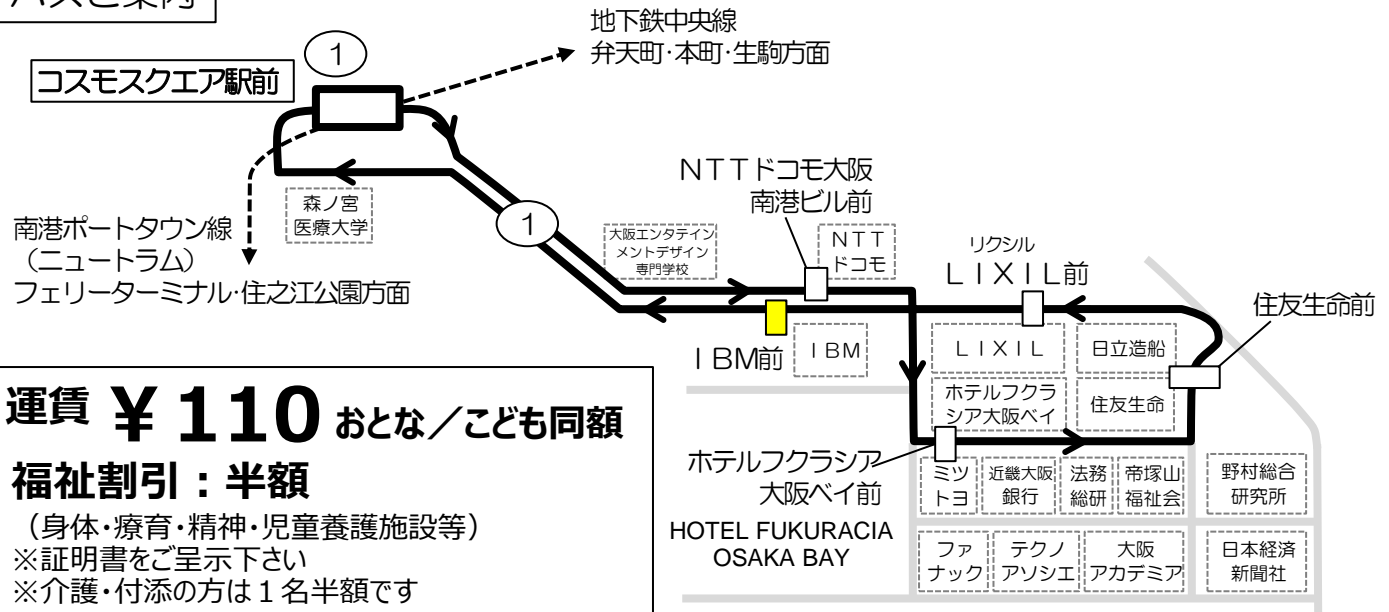 バスご案内
地下鉄中央線
弁天町･本町･生駒方面
１
コスモスクエア駅前
ＮＴＴドコモ大阪
南港ビル前
森ノ宮
医療大学
１
南港ポートタウン線
（ニュートラム）
フェリーターミナル･住之江公園方面
大阪エンタテイン
メントデザイン
専門学校
ＮＴＴ
ドコモ
リクシル
ＬＩＸＩＬ前
住友生命前
ＩＢＭ前
ＩＢＭ
ＬＩＸＩＬ
日立造船
ホテルフクラ
シア大阪ベイ
住友生命
運賃 ￥１１０ おとな／こども同額
福祉割引：半額
（身体･療育･精神･児童養護施設等）
※証明書をご呈示下さい
※介護･付添の方は１名半額です
ホテルフクラシア
大阪ベイ前
HOTEL FUKURACIA
OSAKA BAY
ミツ
トヨ
近畿大阪
銀行
法務
総研
帝塚山
福祉会
野村総合
研究所
ファ
ナック
テクノ
アソシエ
大阪
アカデミア
日本経済
新聞社